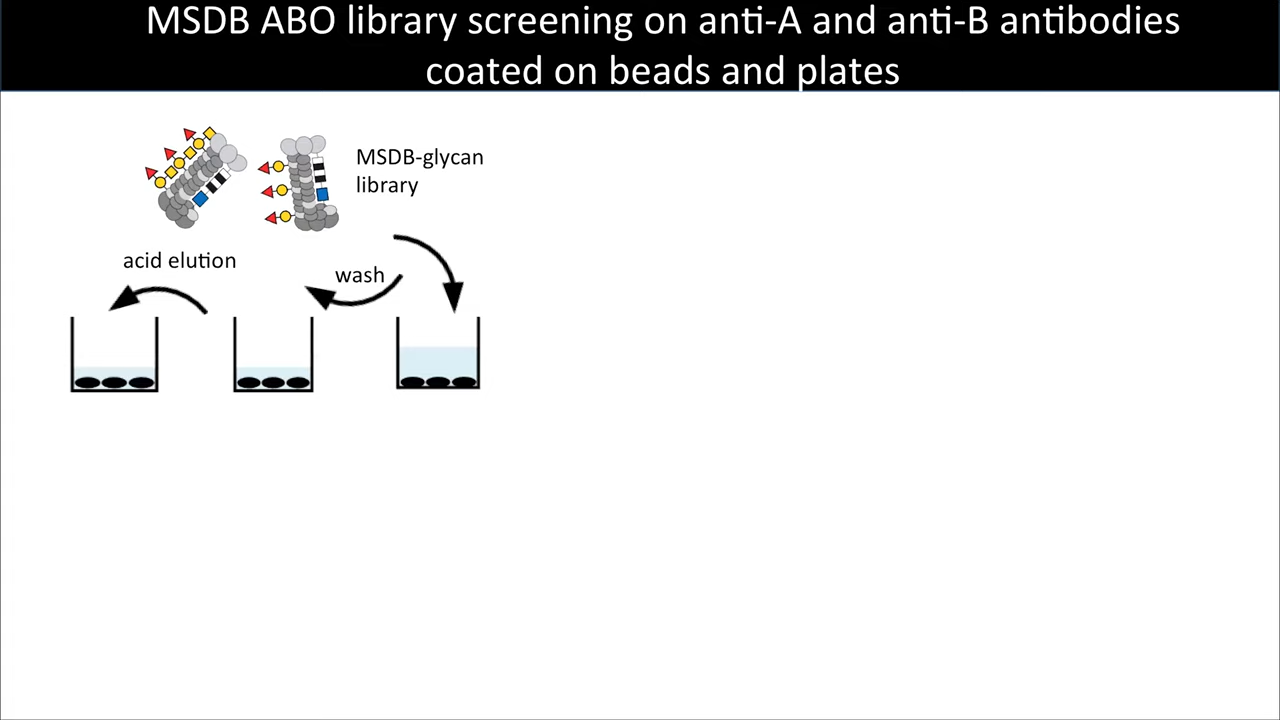 MSDB ABO library screening on anti-A and anti-B antibodies
coated on beads and plates
MSDB-glycan
library
acid elution
wash